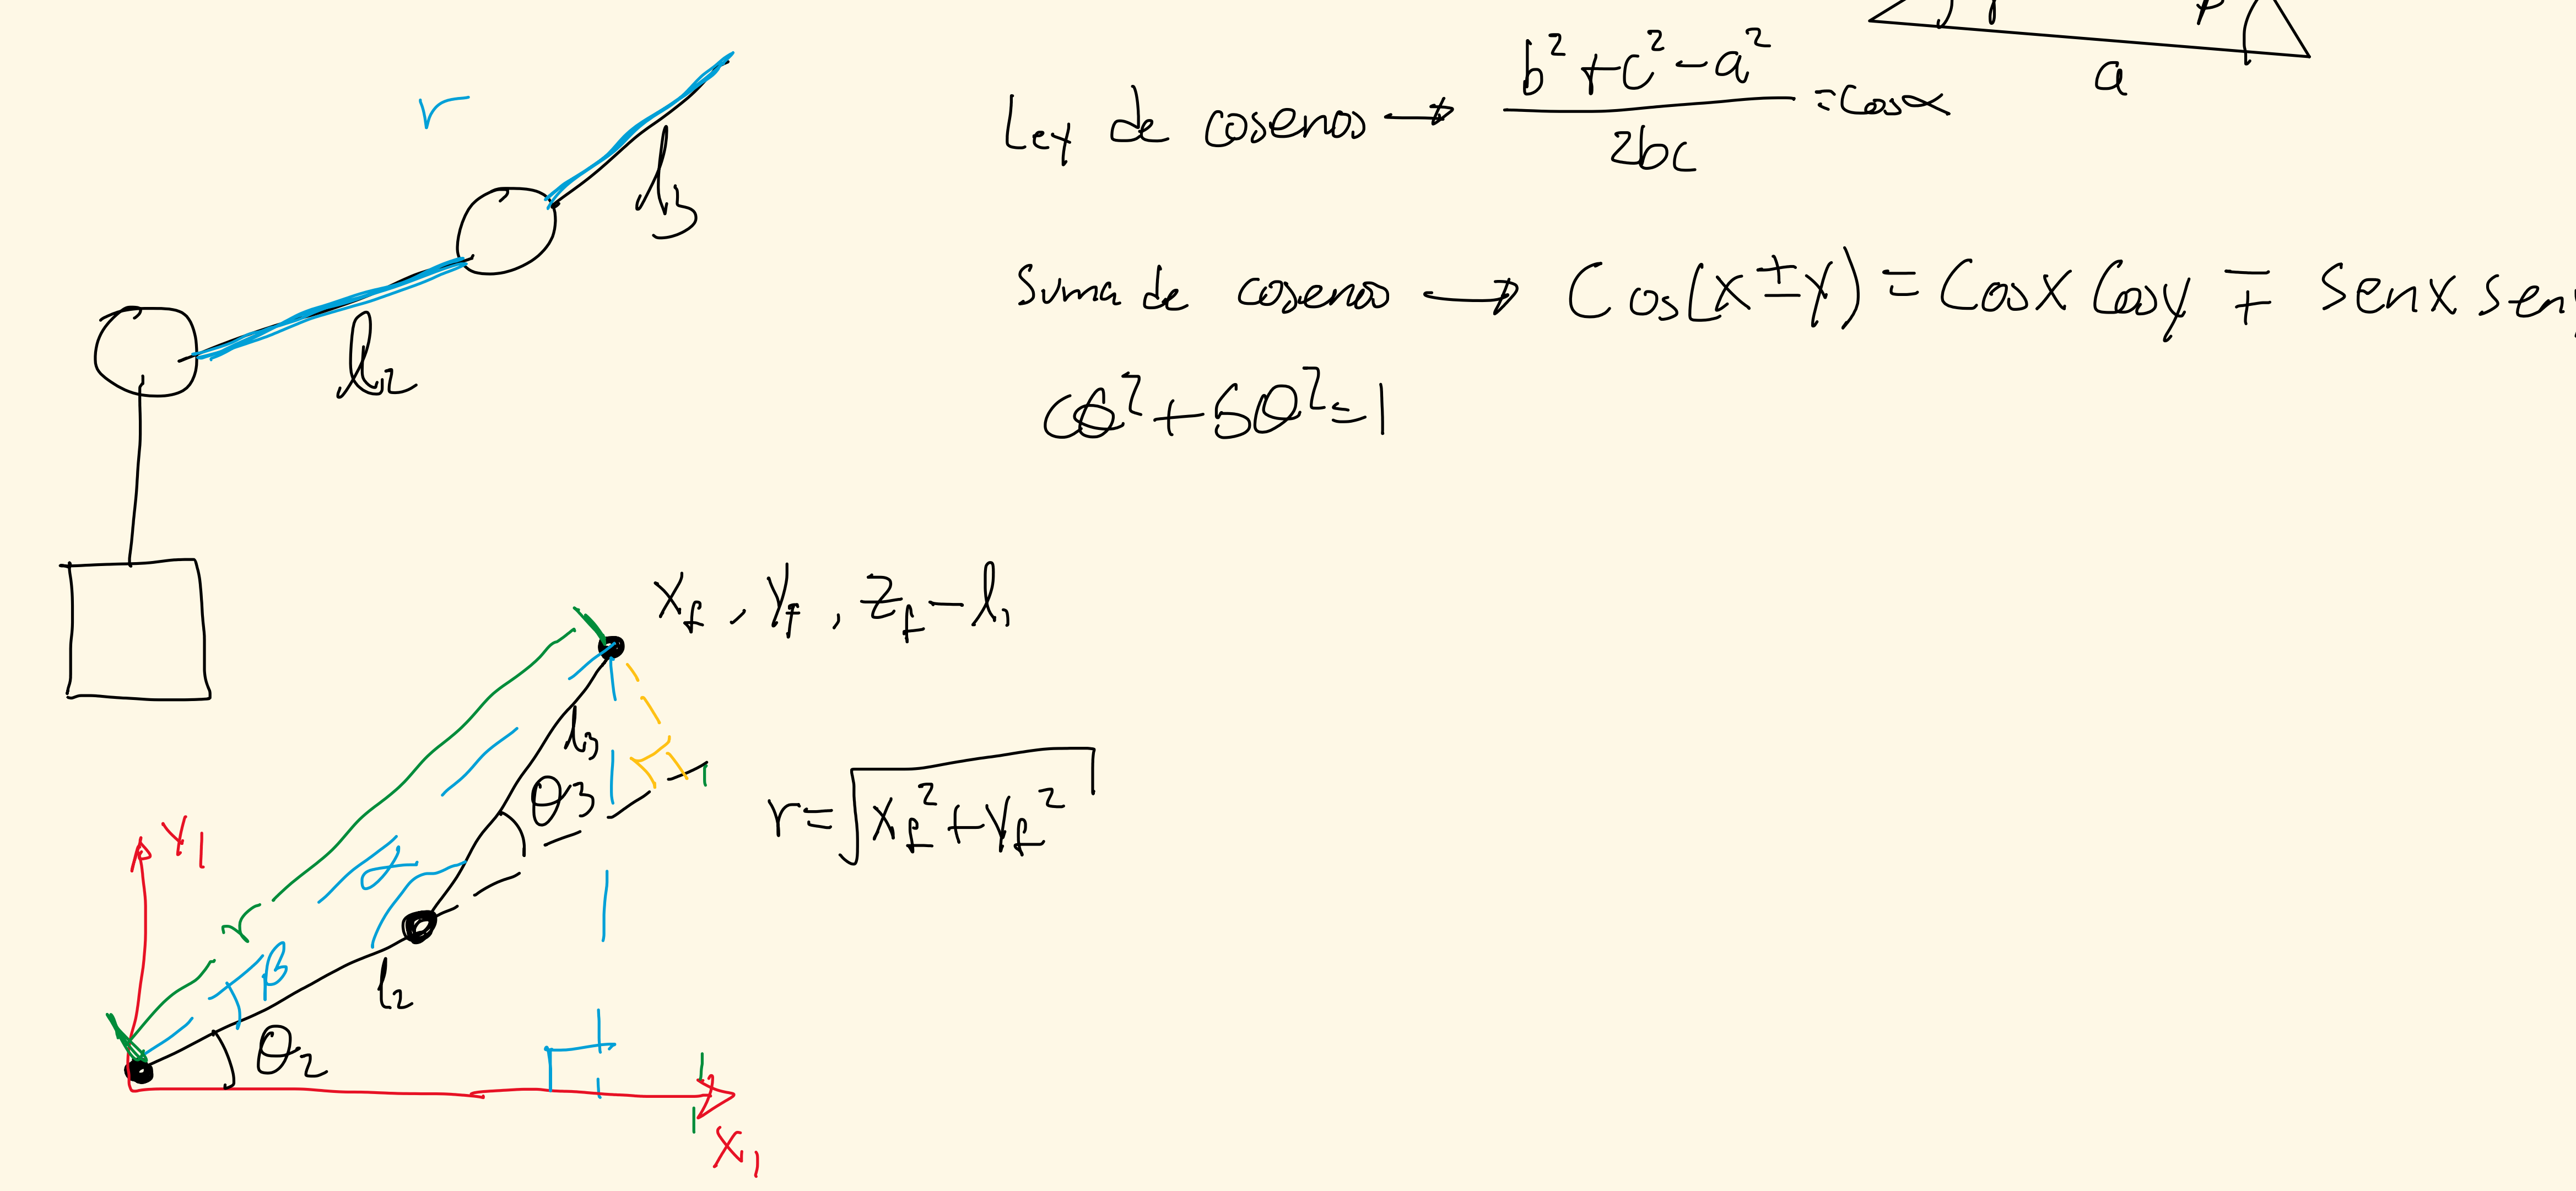 r
l3
l2
a
Ley de cosenos → b² + c² - a² / 2bc = cos α
Suma de cosenos → Cos(x ± y) = Cosx Cosy ∓ senx sen
cθ² + sθ² = 1
xf , yf , zf - l1
l3
θ3
r = √xf² + yf²
Y1
α
r
β
l2
θ2
X1